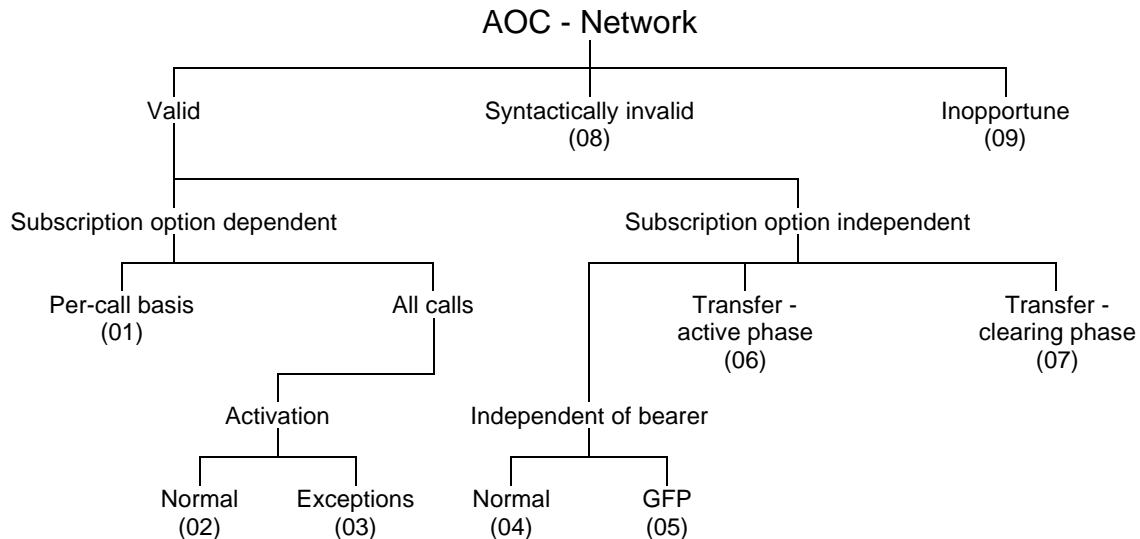 AOC - Network
Valid
Syntactically invalid
(08)
Inopportune
(09)
Subscription option dependent
Subscription option independent
Per-call basis
(01)
All calls
Transfer -
active phase
(06)
Transfer -
clearing phase
(07)
Activation
Independent of bearer
Normal
(02)
Exceptions
(03)
Normal
(04)
GFP
(05)